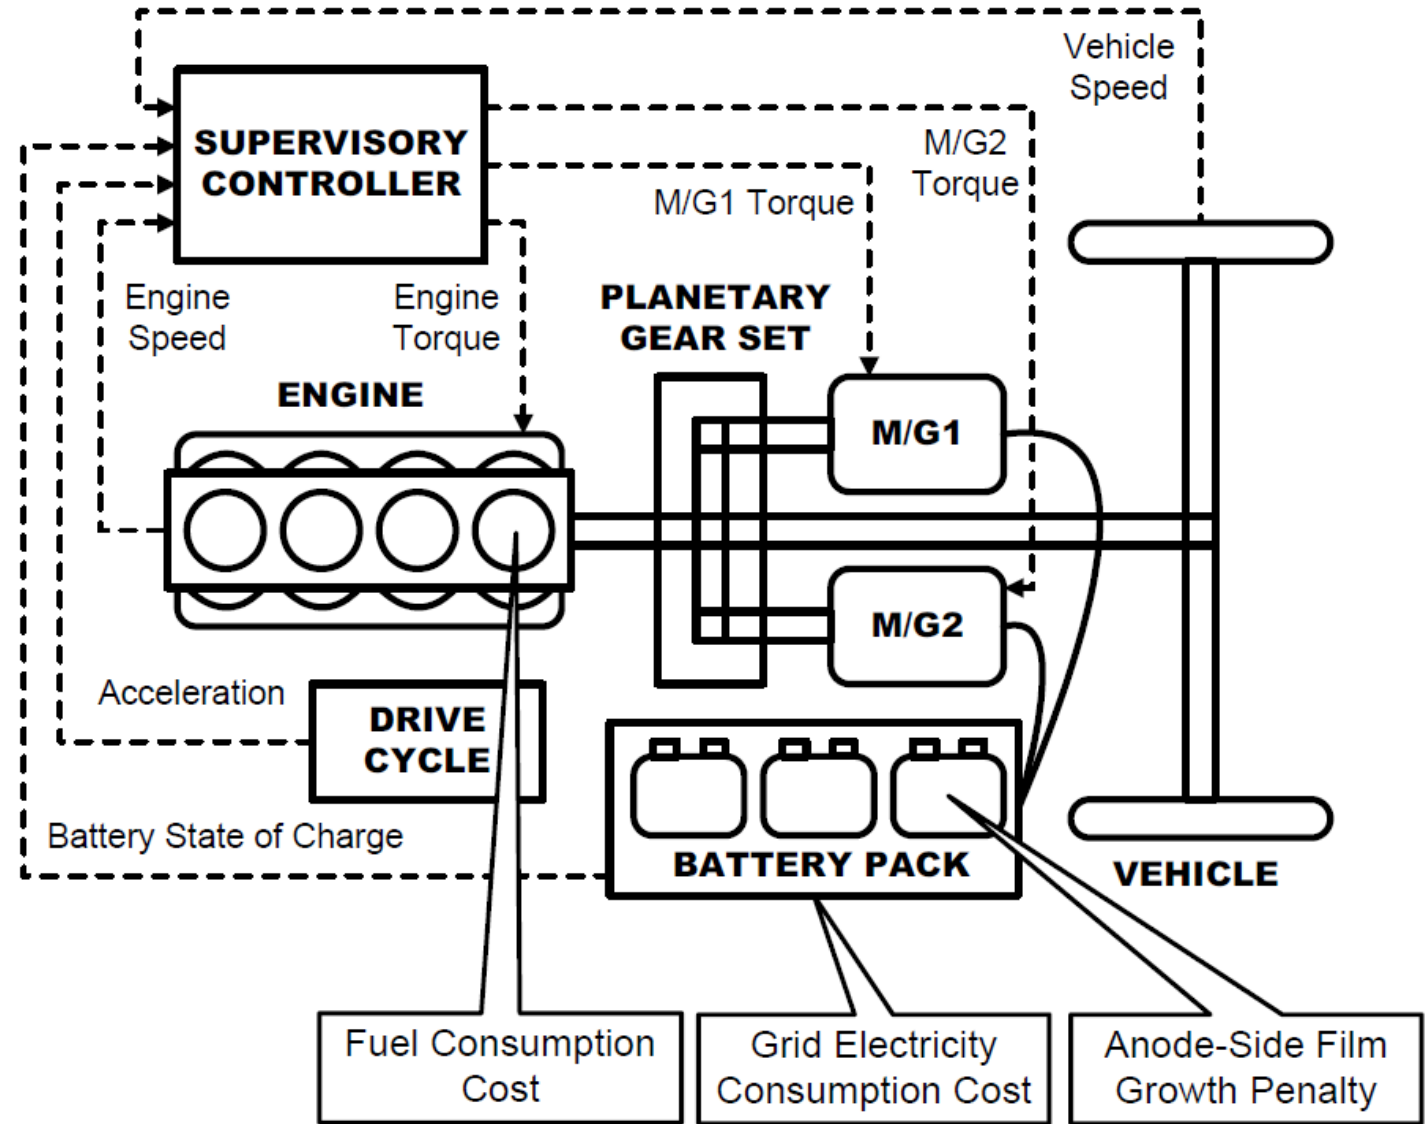 Vehicle
Speed
SUPERVISORY
CONTROLLER
M/G2
Torque
M/G1 Torque
Engine
Speed
Engine
Torque
PLANETARY
GEAR SET
ENGINE
M/G1
M/G2
Acceleration
DRIVE
CYCLE
Battery State of Charge
BATTERY PACK
VEHICLE
Fuel Consumption
Cost
Grid Electricity
Consumption Cost
Anode-Side Film
Growth Penalty